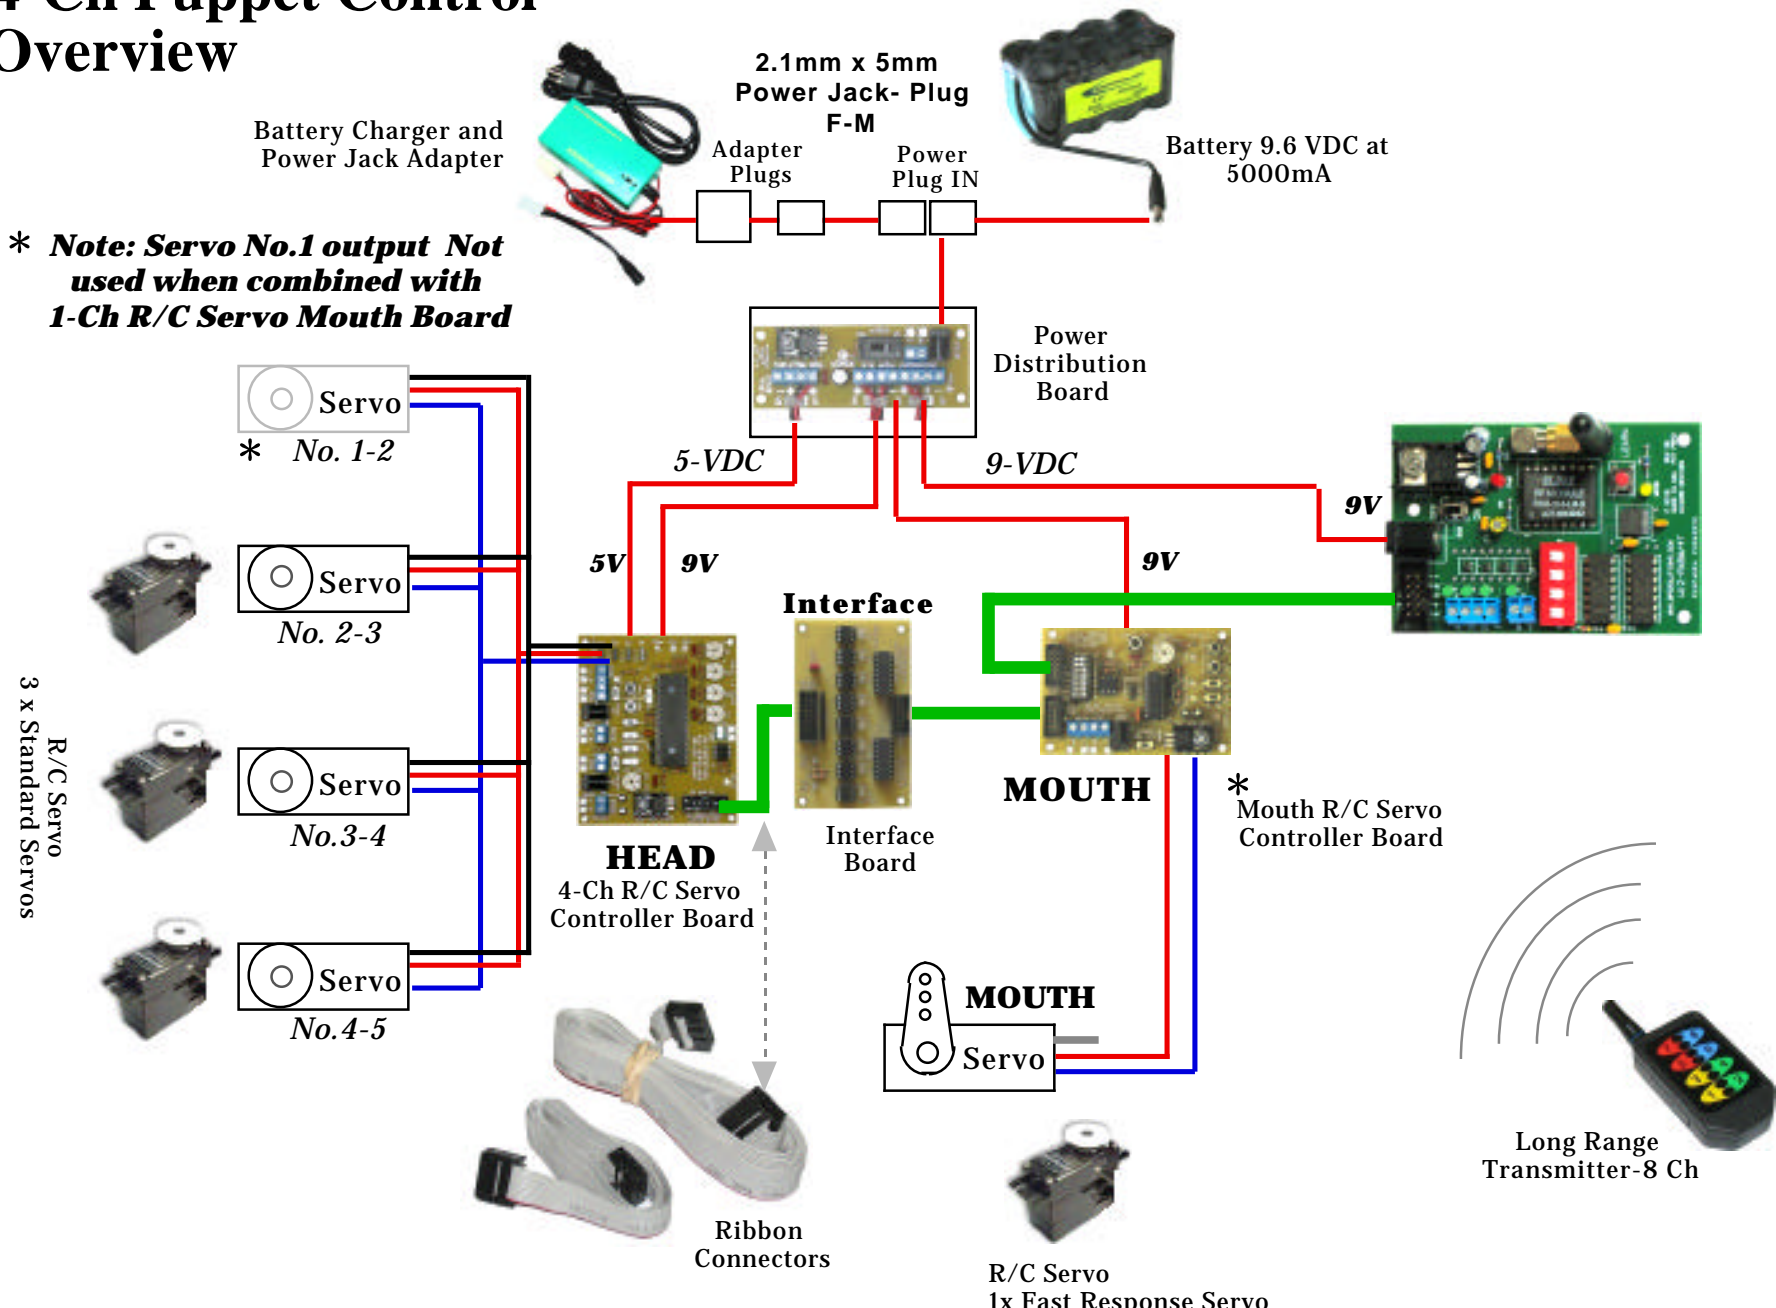 4-Ch Puppet Control
Overview
2.1mm x 5mm
Power Jack- Plug
F-M
Battery Charger and
Power Jack Adapter
Adapter
Plugs
Power
Plug IN
Battery 9.6 VDC at
5000mA
* Note: Servo No.1 output Not
used when combined with
1-Ch R/C Servo Mouth Board
Power
Distribution
Board
Servo
* No. 1-2
5-VDC
9-VDC
9V
5V
9V
9V
Servo
No. 2-3
Interface
3 x Standard Servos
R/C Servo
Servo
No.3-4
MOUTH
*
Mouth R/C Servo
Controller Board
Interface
Board
HEAD
4-Ch R/C Servo
Controller Board
Servo
No.4-5
MOUTH
Servo
Long Range
Transmitter-8 Ch
Ribbon
Connectors
R/C Servo
1x Fast Response Servo